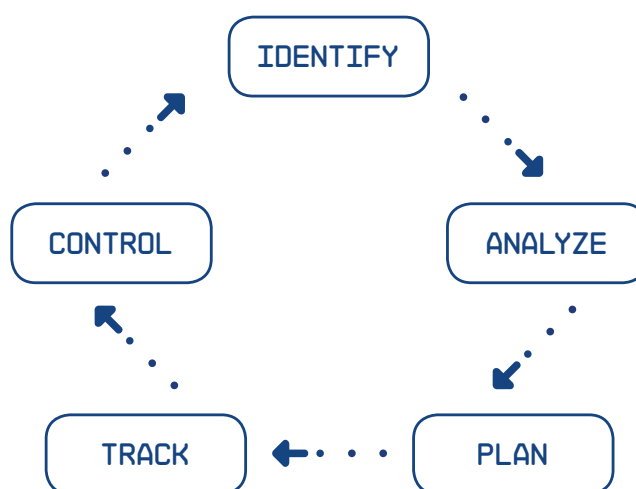 IDENTIFY
CONTROL
ANALYZE
TRACK
PLAN